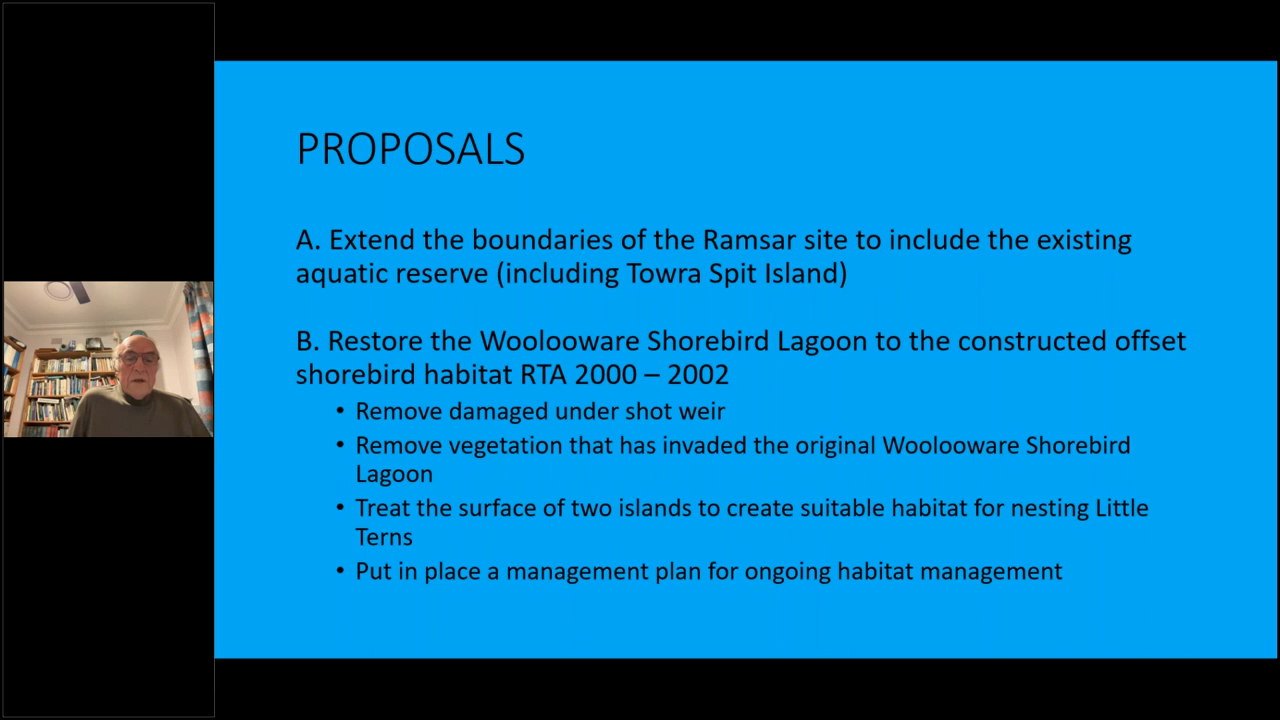 PROPOSALS
A. Extend the boundaries of the Ramsar site to include the existing
aquatic reserve (including Towra Spit Island)
B. Restore the Woolooware Shorebird Lagoon to the constructed offset
shorebird habitat RTA 2000 – 2002
• Remove damaged under shot weir
• Remove vegetation that has invaded the original Woolooware Shorebird
Lagoon
• Treat the surface of two islands to create suitable habitat for nesting Little
Terns
• Put in place a management plan for ongoing habitat management